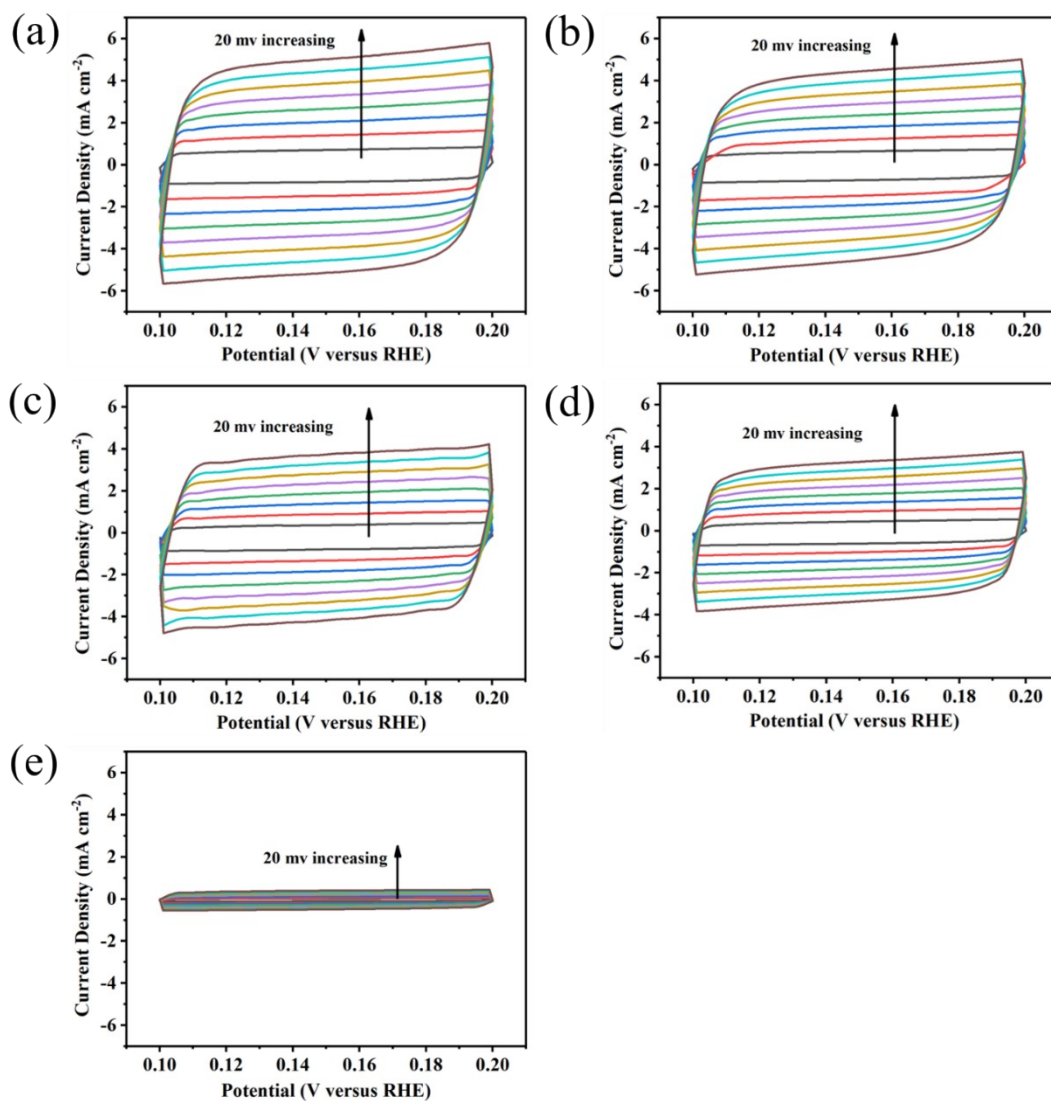 (a)
Current Density (mA cm⁻²)
6
4
2
0
-2
-4
-6
20 mv increasing
0.10 0.12 0.14 0.16 0.18 0.20
Potential (V versus RHE)
(b)
Current Density (mA cm⁻²)
6
4
2
0
-2
-4
-6
20 mv increasing
0.10 0.12 0.14 0.16 0.18 0.20
Potential (V versus RHE)
(c)
Current Density (mA cm⁻²)
6
4
2
0
-2
-4
-6
20 mv increasing
0.10 0.12 0.14 0.16 0.18 0.20
Potential (V versus RHE)
(d)
Current Density (mA cm⁻²)
6
4
2
0
-2
-4
-6
20 mv increasing
0.10 0.12 0.14 0.16 0.18 0.20
Potential (V versus RHE)
(e)
Current Density (mA cm⁻²)
6
4
2
0
-2
-4
-6
20 mv increasing
0.10 0.12 0.14 0.16 0.18 0.20
Potential (V versus RHE)